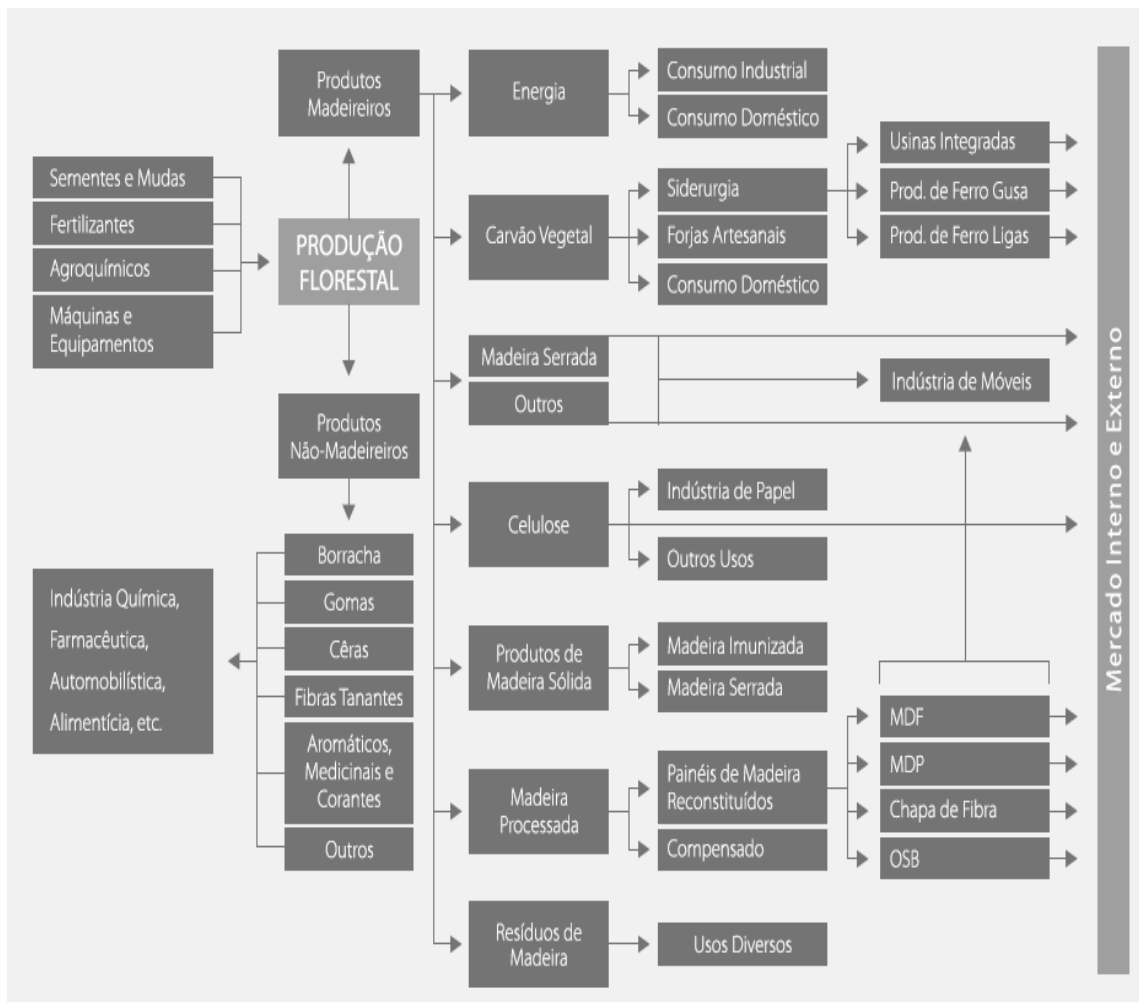 Produtos
Madeireiros
Sementes e Mudas
Fertilizantes
Agroquímicos
Máquinas e
Equipamentos
PRODUÇÃO
FLORESTAL
Produtos
Não-Madeireiros
Borracha
Gomas
Cêras
Fibras Tanantes
Aromáticos,
Medicinais e
Corantes
Outros
Indústria Química,
Farmacêutica,
Automobilística,
Alimentícia, etc.
Energia
Consumo Industrial
Consumo Doméstico
Carvão Vegetal
Siderurgia
Forjas Artesanais
Consumo Doméstico
Usinas Integradas
Prod. de Ferro Gusa
Prod. de Ferro Ligas
Madeira Serrada
Outros
Indústria de Móveis
Celulose
Indústria de Papel
Outros Usos
Produtos de
Madeira Sólida
Madeira Imunizada
Madeira Serrada
Madeira
Processada
Painéis de Madeira
Reconstituídos
Compensado
MDF
MDP
Chapa de Fibra
OSB
Resíduos de
Madeira
Usos Diversos
Mercado Interno e Externo